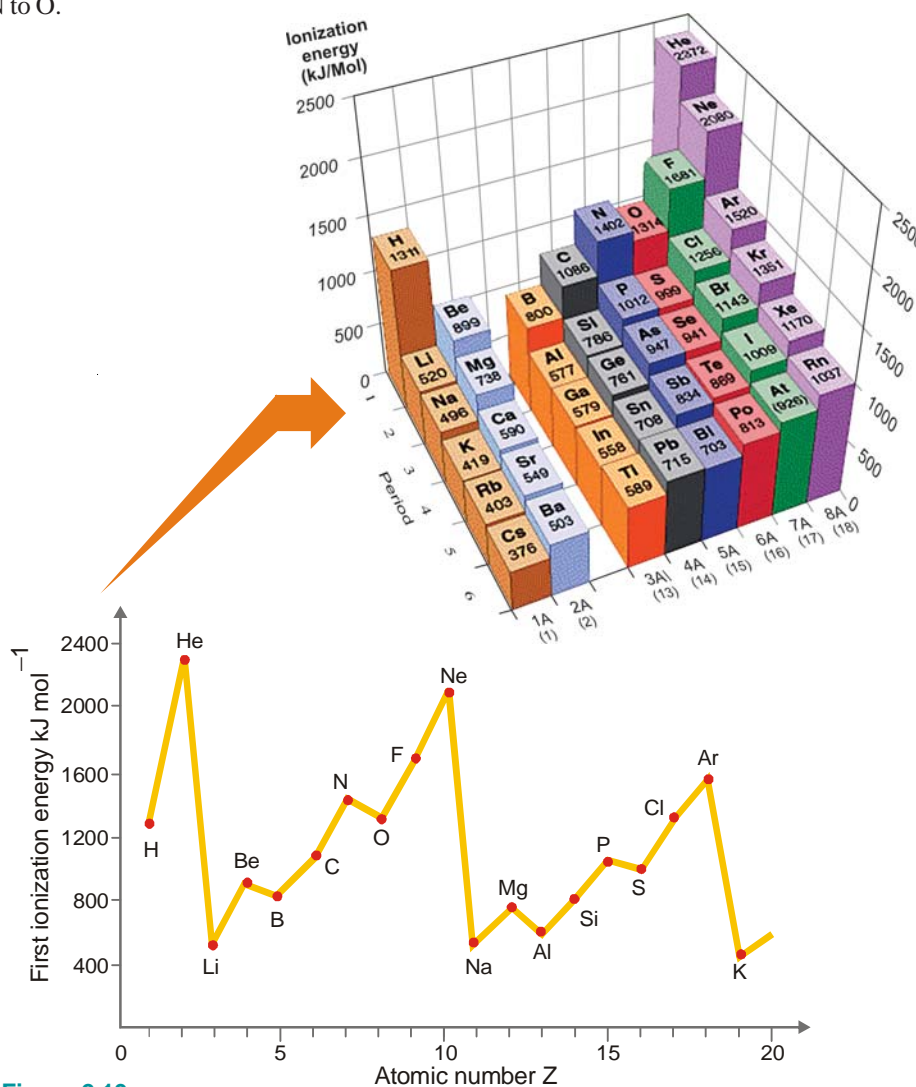 N to O.
Ionization
energy
(kJ/Mol)
2500
2000
1500
1000
500
0
He
2372
Ne
2080
F
1681
Ar
1520
N
1402
O
1314
Cl
1256
Kr
1351
H
1311
C
1086
P
1012
S
999
Br
1143
Xe
1170
Be
899
B
800
Si
786
As
947
Se
941
I
1009
Rn
1037
Li
520
Mg
738
Al
577
Ge
761
Sb
834
Te
869
At
(926)
Na
496
Ca
590
Ga
579
Sn
708
Bi
703
Po
813
K
419
Sr
549
In
558
Pb
715
Rb
403
Ba
503
Tl
589
Cs
376
2500
2000
1500
1000
500
0
1
2
3
4
5
6
Period
1A
(1)
2A
(2)
3A\
(13)
4A
(14)
5A
(15)
6A
(16)
7A
(17)
8A
(18)
First ionization energy kJ mol–1
2400
2000
1600
1200
800
400
H
He
Li
Be
B
C
N
O
F
Ne
Na
Mg
Al
Si
P
S
Cl
Ar
K
0 5 10 15 20
Atomic number Z